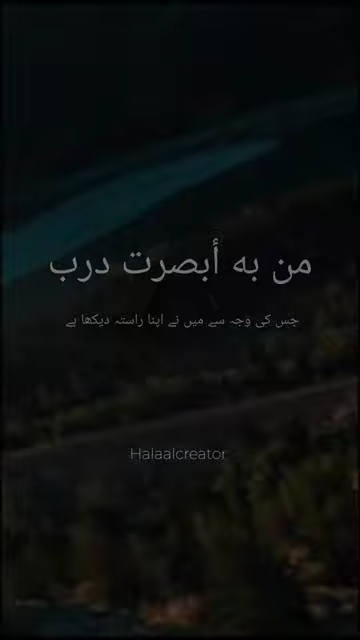 من به أبصرت درب
جس کی وجہ سے میں نے اپنا راستہ دیکھا ہے
Halaalcreator